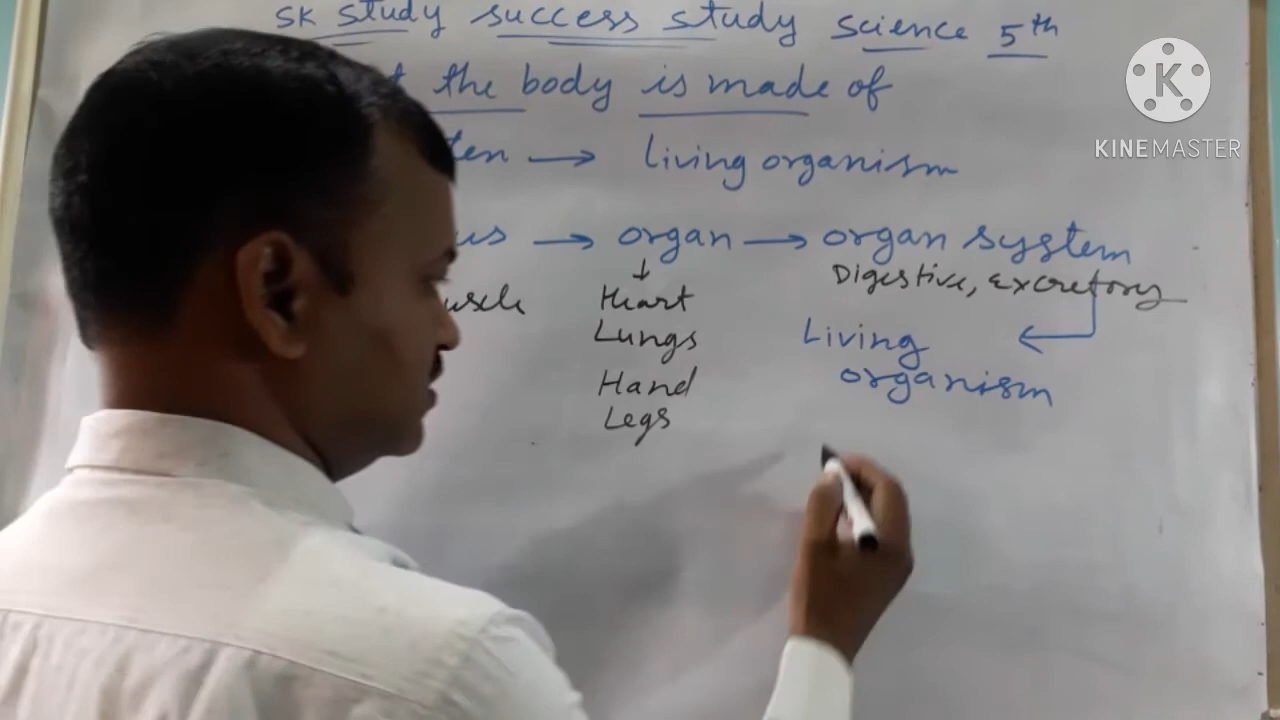 SK study success study science 5th
the body is made of
→ living organism
→ organ → organ system
↓
Digestive, Excretory
Heart
Lungs
Living
Hand
organism
Legs
K
KINEMASTER